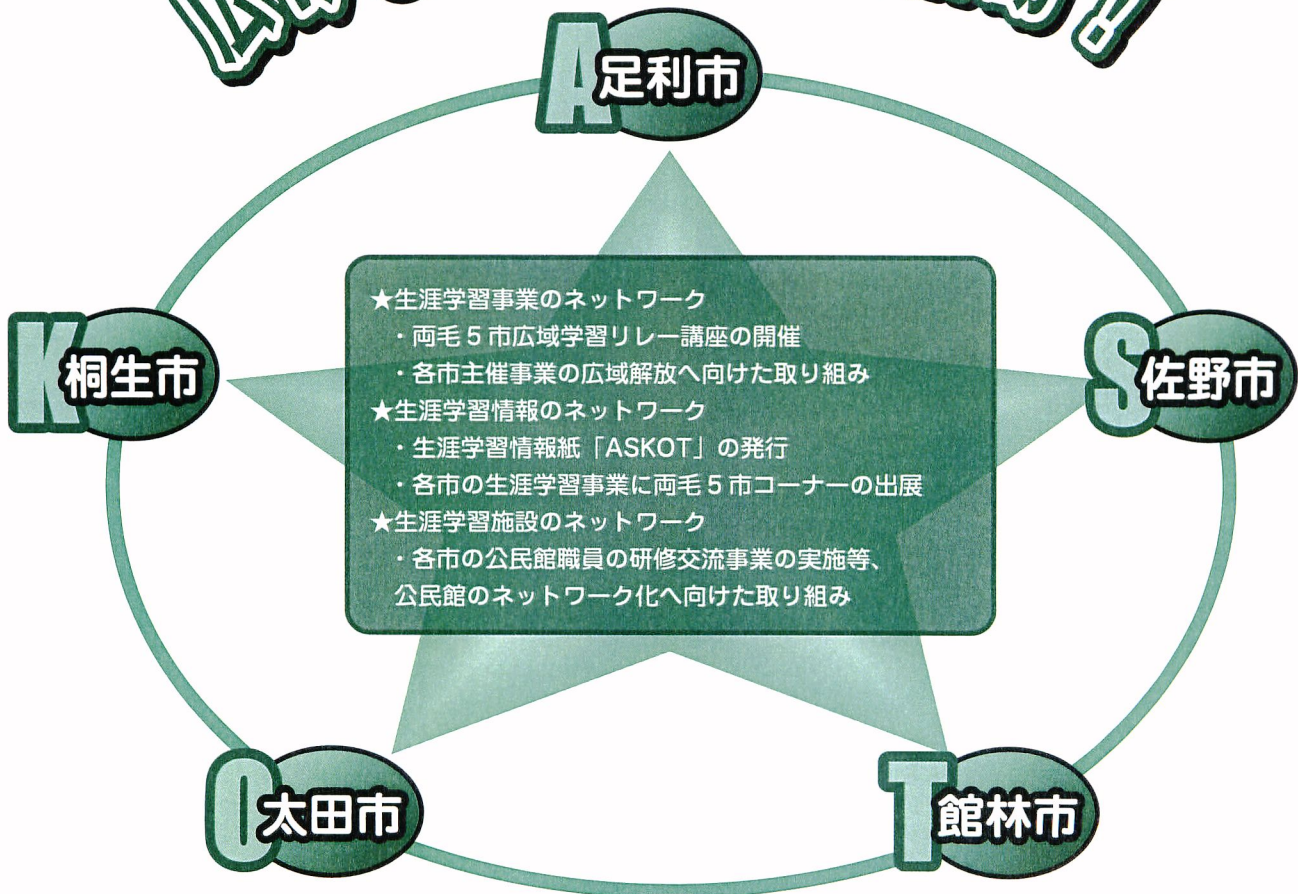 A 足利市
K 桐生市
S 佐野市
★生涯学習事業のネットワーク
・両毛5市広域学習リレー講座の開催
・各市主催事業の広域解放へ向けた取り組み
★生涯学習情報のネットワーク
・生涯学習情報紙「ASKOT」の発行
・各市の生涯学習事業に両毛5市コーナーの出展
★生涯学習施設のネットワーク
・各市の公民館職員の研修交流事業の実施等、
公民館のネットワーク化へ向けた取り組み
O 太田市
T 館林市